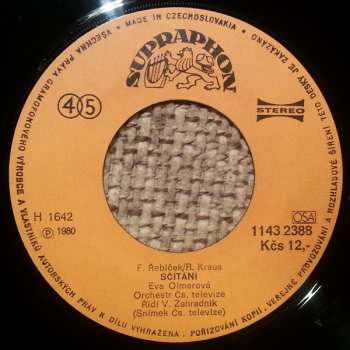 VŠECHNA PRÁVA GRAMOFONOVÉHO VÝROBCE A VLASTNÍKŮ AUTORSKÝCH PRÁV K DÍLU VYHRAZENA. POŘIZOVÁNÍ KOPIÍ, VEREJNÉ PROVOZOVÁNÍ A ROZHLASOVÉ ŠÍŘENÍ TÉTO DESKY JE ZAKÁZÁNO
• MADE IN CZECHOSLOVAKIA •
SUPRAPHON
45
STEREO
H 1642
℗ 1980
OSA
1143 2388
Kčs 12,-
F. Řebíček/R. Kraus
SČÍTÁNÍ
Eva Olmerová
Orchestr Čs. televize
Řídí V. Zahradník
(Snímek Čs. televize)